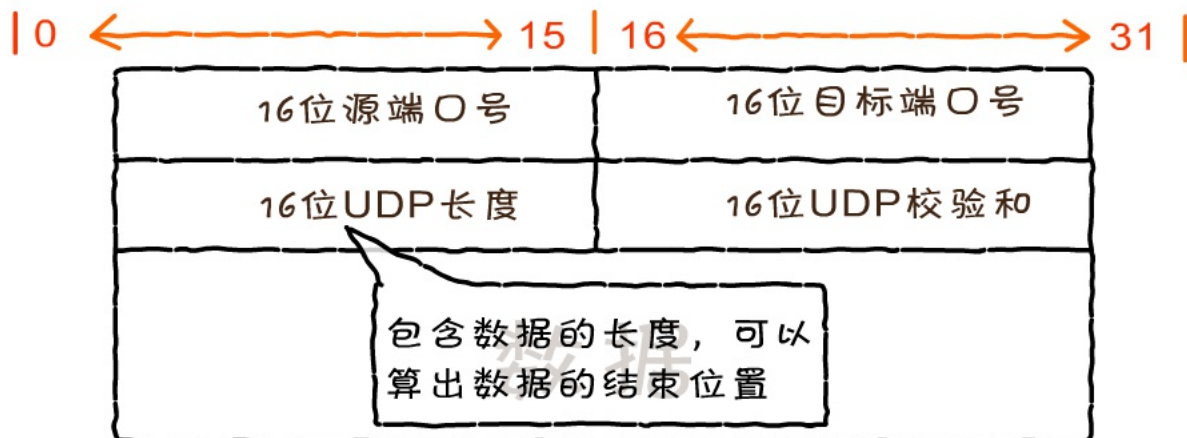 0 15 16 31
16位源端口号 16位目标端口号
16位UDP长度 16位UDP校验和
数据
包含数据的长度，可以
算出数据的结束位置